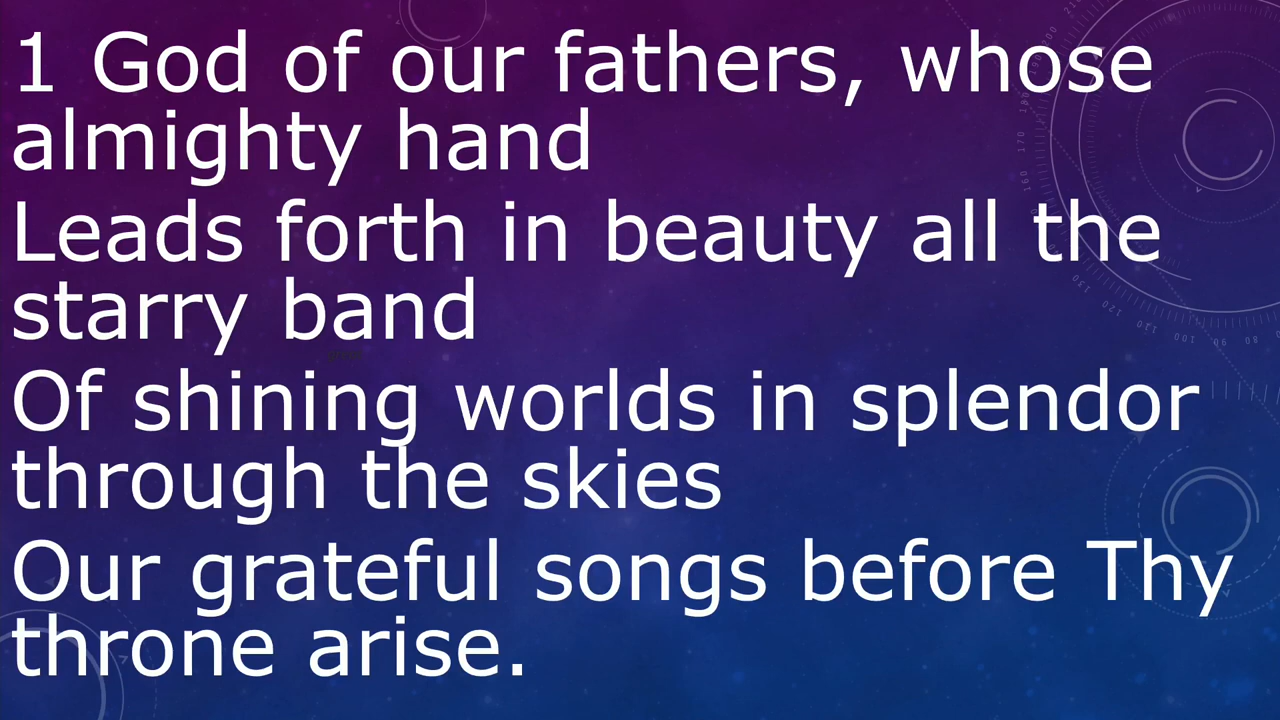 1 God of our fathers, whose
almighty hand
Leads forth in beauty all the
starry band
Of shining worlds in splendor
through the skies
Our grateful songs before Thy
throne arise.